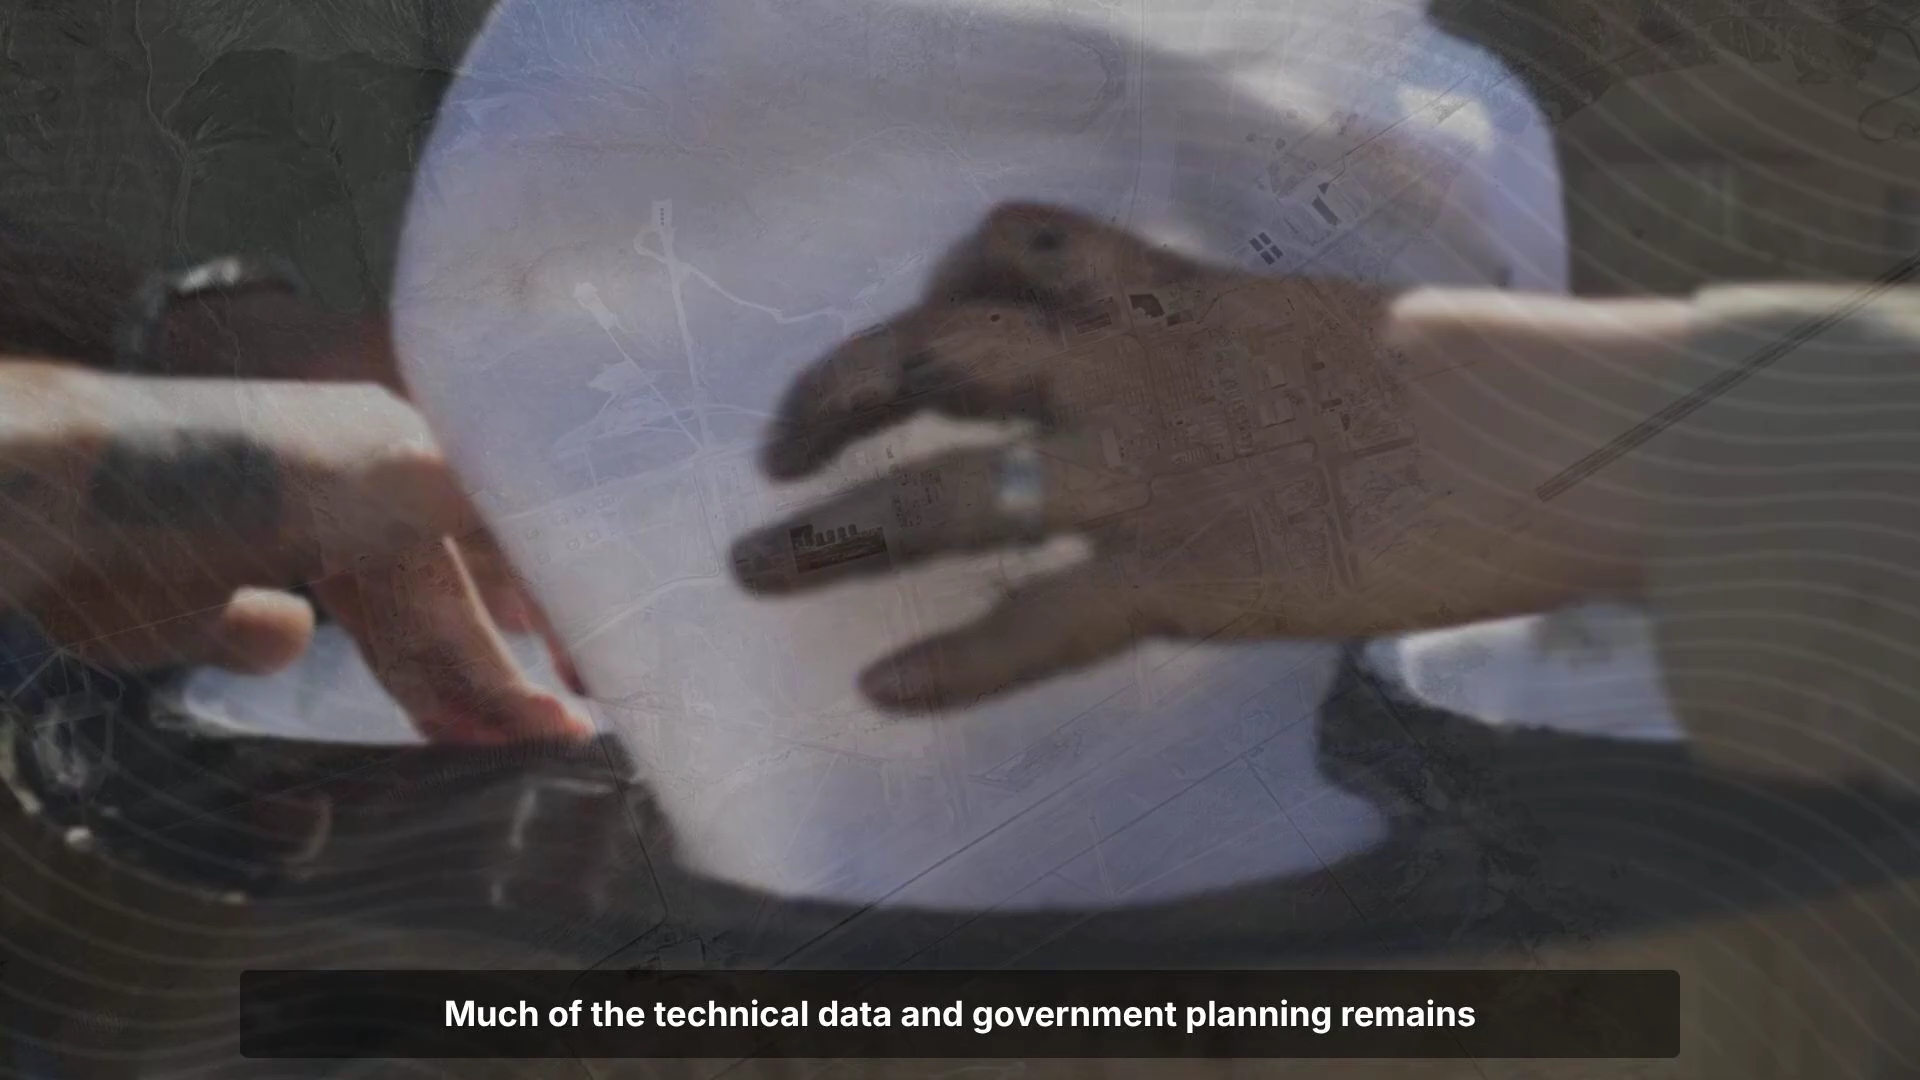 Much of the technical data and government planning remains